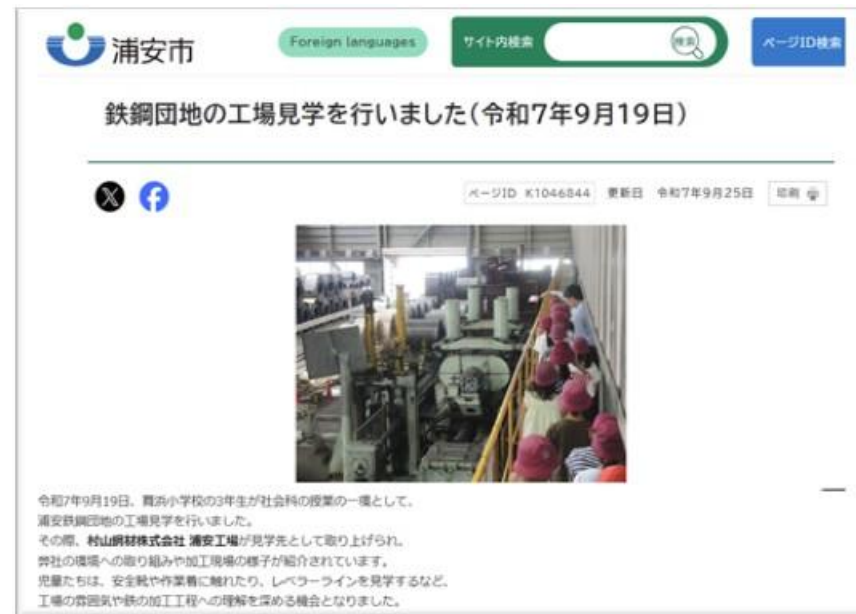 浦安市
Foreign languages
サイト内検索
検索
ページID検索
鉄鋼団地の工場見学を行いました(令和7年9月19日)
ページID K1046844 更新日 令和7年9月25日 印刷
令和7年9月19日、舞浜小学校の3年生が社会科の授業の一環として、
浦安鉄鋼団地の工場見学を行いました。
その際、村山鋼材株式会社 浦安工場が見学先として取り上げられ、
弊社の環境への取り組みや加工現場の様子が紹介されています。
児童たちは、安全靴や作業着に触れたり、レベラーラインを見学するなど、
工場の雰囲気や鉄の加工工程への理解を深める機会となりました。